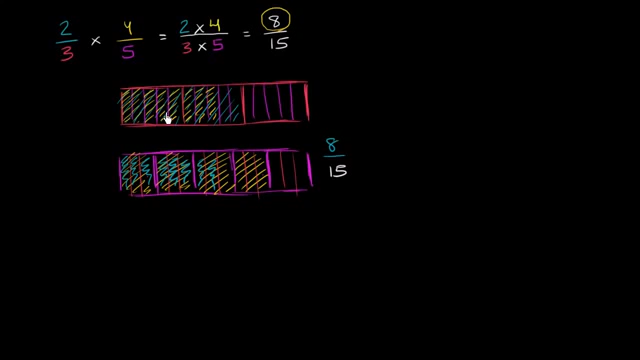 2/3 × 4/5 = 2 × 4/3 × 5 = 8/15
8/15